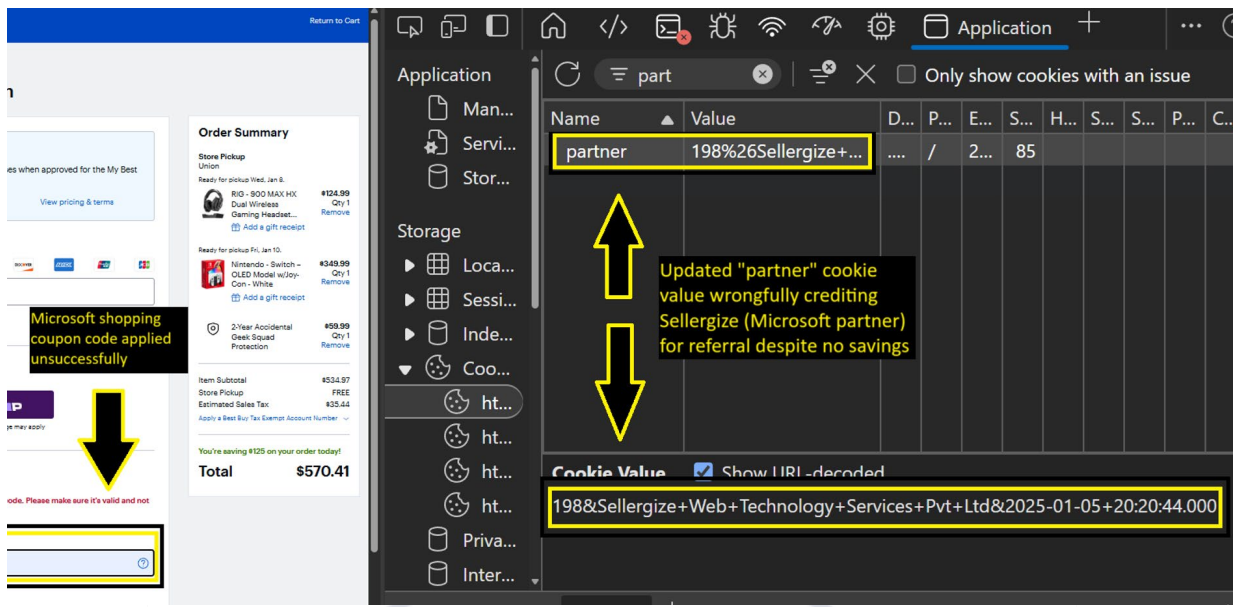 Return to Cart
n
es when approved for the My Best
View pricing & terms
Microsoft shopping
coupon code applied
unsuccessfully
ge may apply
ode. Please make sure it's valid and not
Order Summary
Store Pickup
Union
Ready for pickup Wed, Jan 8.
RIG - 900 MAX HX $124.99
Dual Wireless Qty 1
Gaming Headset... Remove
Add a gift receipt
Ready for pickup Fri, Jan 10.
Nintendo - Switch – $349.99
OLED Model w/Joy- Qty 1
Con - White Remove
Add a gift receipt
2-Year Accidental $59.99
Geek Squad Qty 1
Protection Remove
Item Subtotal $534.97
Store Pickup FREE
Estimated Sales Tax $35.44
Apply a Best Buy Tax Exempt Account Number
You're saving $125 on your order today!
Total $570.41
Application
Application
Man...
Servi...
Stor...
Storage
Loca...
Sessi...
Inde...
Coo...
ht...
ht...
ht...
ht...
Priva...
Inter...
part
Only show cookies with an issue
Name Value D... P... E... S... H... S... S... P... C...
partner 198%26Sellergize+... .... / 2... 85
Updated "partner" cookie
value wrongfully crediting
Sellergize (Microsoft partner)
for referral despite no savings
Cookie Value Show URL-decoded
198&Sellergize+Web+Technology+Services+Pvt+Ltd&2025-01-05+20:20:44.000